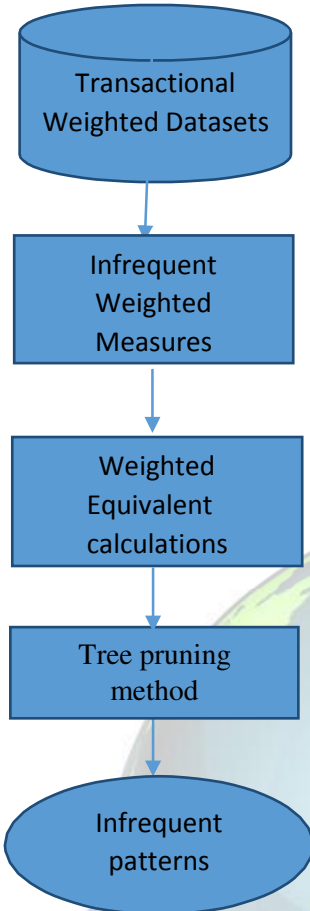 Transactional
Weighted Datasets
Infrequent
Weighted
Measures
Weighted
Equivalent
calculations
Tree pruning
method
Infrequent
patterns